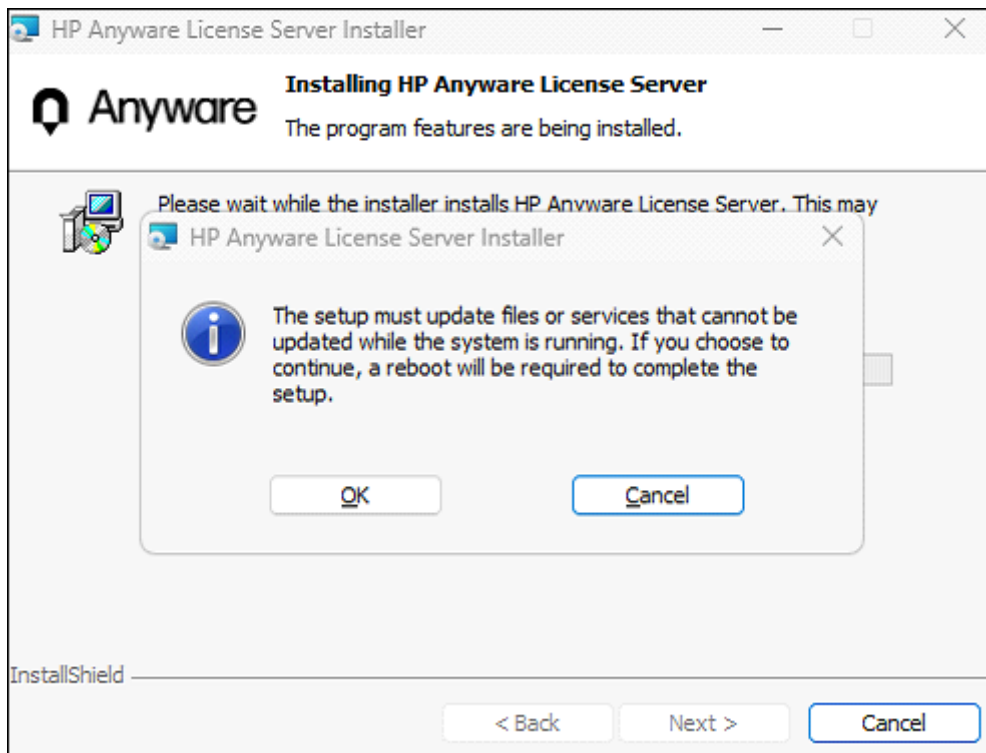 HP Anyware License Server Installer
Anyware
Installing HP Anyware License Server
The program features are being installed.
Please wait while the installer installs HP Anyware License Server. This may
HP Anyware License Server Installer
The setup must update files or services that cannot be
updated while the system is running. If you choose to
continue, a reboot will be required to complete the
setup.
OK
Cancel
InstallShield
< Back
Next >
Cancel